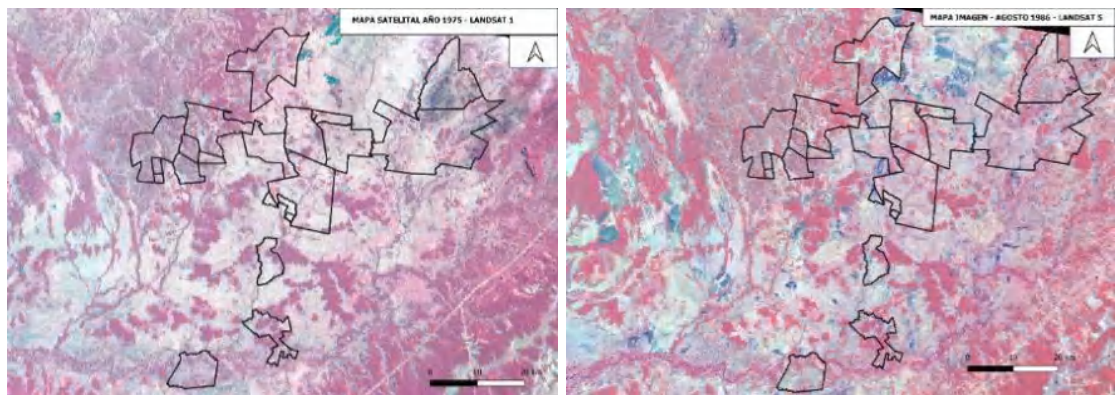 MAPA SATELITAL AÑO 1975 - LANDSAT 1
0 10 20 km
MAPA IMAGEN - AGOSTO 1986 - LANDSAT 5
0 10 20 km